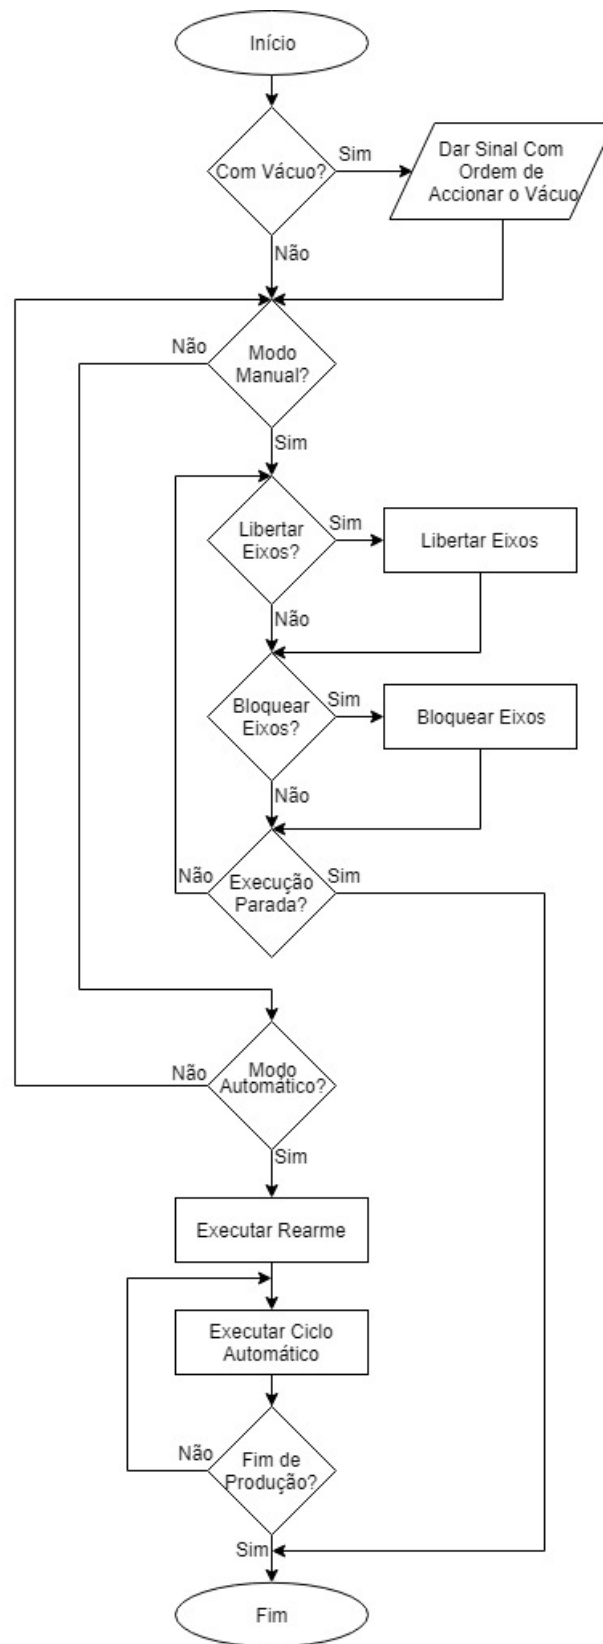 Início
Com Vácuo?
Sim
Dar Sinal Com
Ordem de
Accionar o Vácuo
Não
Não
Modo
Manual?
Sim
Libertar
Eixos?
Sim
Libertar Eixos
Não
Bloquear
Eixos?
Sim
Bloquear Eixos
Não
Não
Execução
Parada?
Sim
Não
Modo
Automático?
Sim
Executar Rearme
Executar Ciclo
Automático
Não
Fim de
Produção?
Sim
Fim